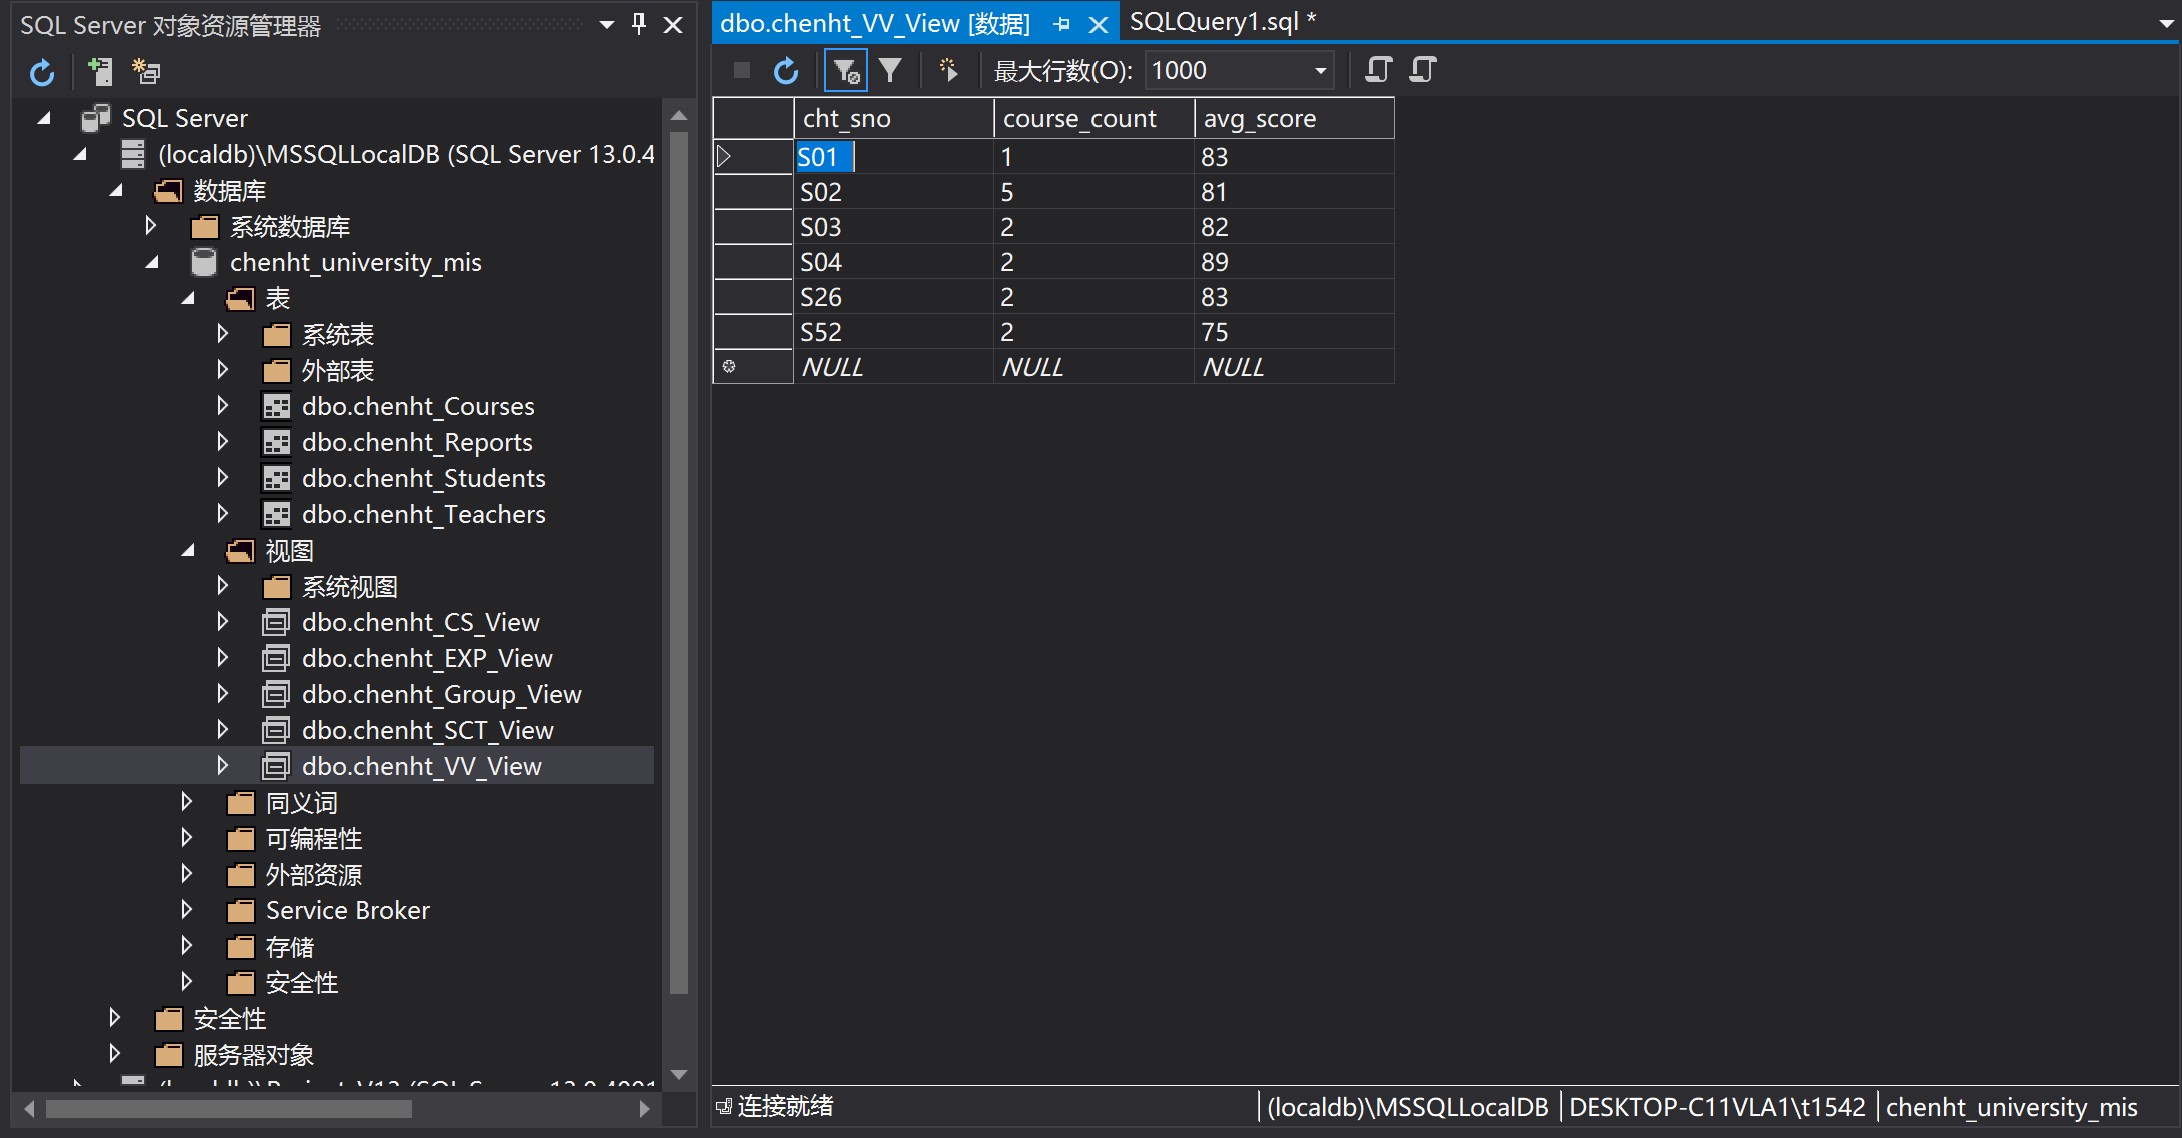 SQL Server 对象资源管理器
SQL Server
(localdb)\MSSQLLocalDB (SQL Server 13.0.4
数据库
系统数据库
chenht_university_mis
表
系统表
外部表
dbo.chenht_Courses
dbo.chenht_Reports
dbo.chenht_Students
dbo.chenht_Teachers
视图
系统视图
dbo.chenht_CS_View
dbo.chenht_EXP_View
dbo.chenht_Group_View
dbo.chenht_SCT_View
dbo.chenht_VV_View
同义词
可编程性
外部资源
Service Broker
存储
安全性
安全性
服务器对象
dbo.chenht_VV_View [数据] SQLQuery1.sql *
最大行数(O): 1000
cht_sno course_count avg_score
S01 1 83
S02 5 81
S03 2 82
S04 2 89
S26 2 83
S52 2 75
NULL NULL NULL
连接就绪 (localdb)\MSSQLLocalDB DESKTOP-C11VLA1\t1542 chenht_university_mis